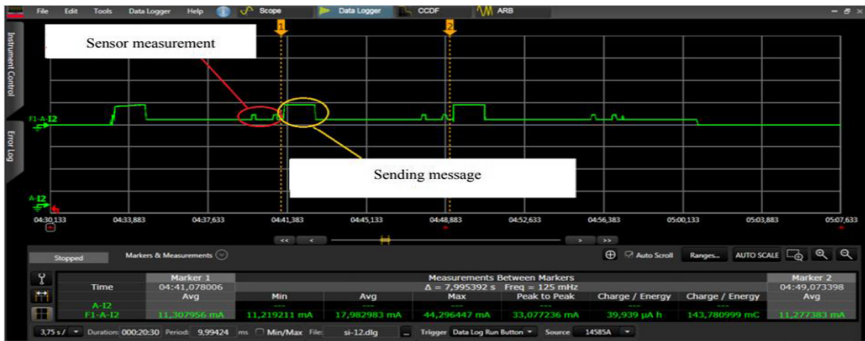 File Edit Tools Data Logger Help Scope Data Logger CCDF ARB
Instrument Control
Error Log
1 2
Sensor measurement
F1-A-I2
Sending message
A-I2
04:30,133 04:33,883 04:37,633 04:41,383 04:45,133 04:48,883 04:52,633 04:56,383 05:00,133 05:03,883 05:07,633
<< < > >>
Stopped Markers & Measurements Auto Scroll Ranges... AUTO SCALE
Marker 1 Measurements Between Markers Marker 2
Time 04:41,078006 Δ = 7,995392 s Freq = 125 mHz 04:49,073398
Avg Min Avg Max Peak to Peak Charge / Energy Charge / Energy Avg
A-I2 --- --- --- --- --- --- --- ---
F1-A-I2 11,307956 mA 11,219211 mA 17,982983 mA 44,296447 mA 33,077236 mA 39,939 µA h 143,780999 mC 11,277383 mA
3,75 s / Duration: 000:20:30 Period: 9,99424 ms Min/Max File: si-12.dlg ... Trigger Data Log Run Button Source 14585A